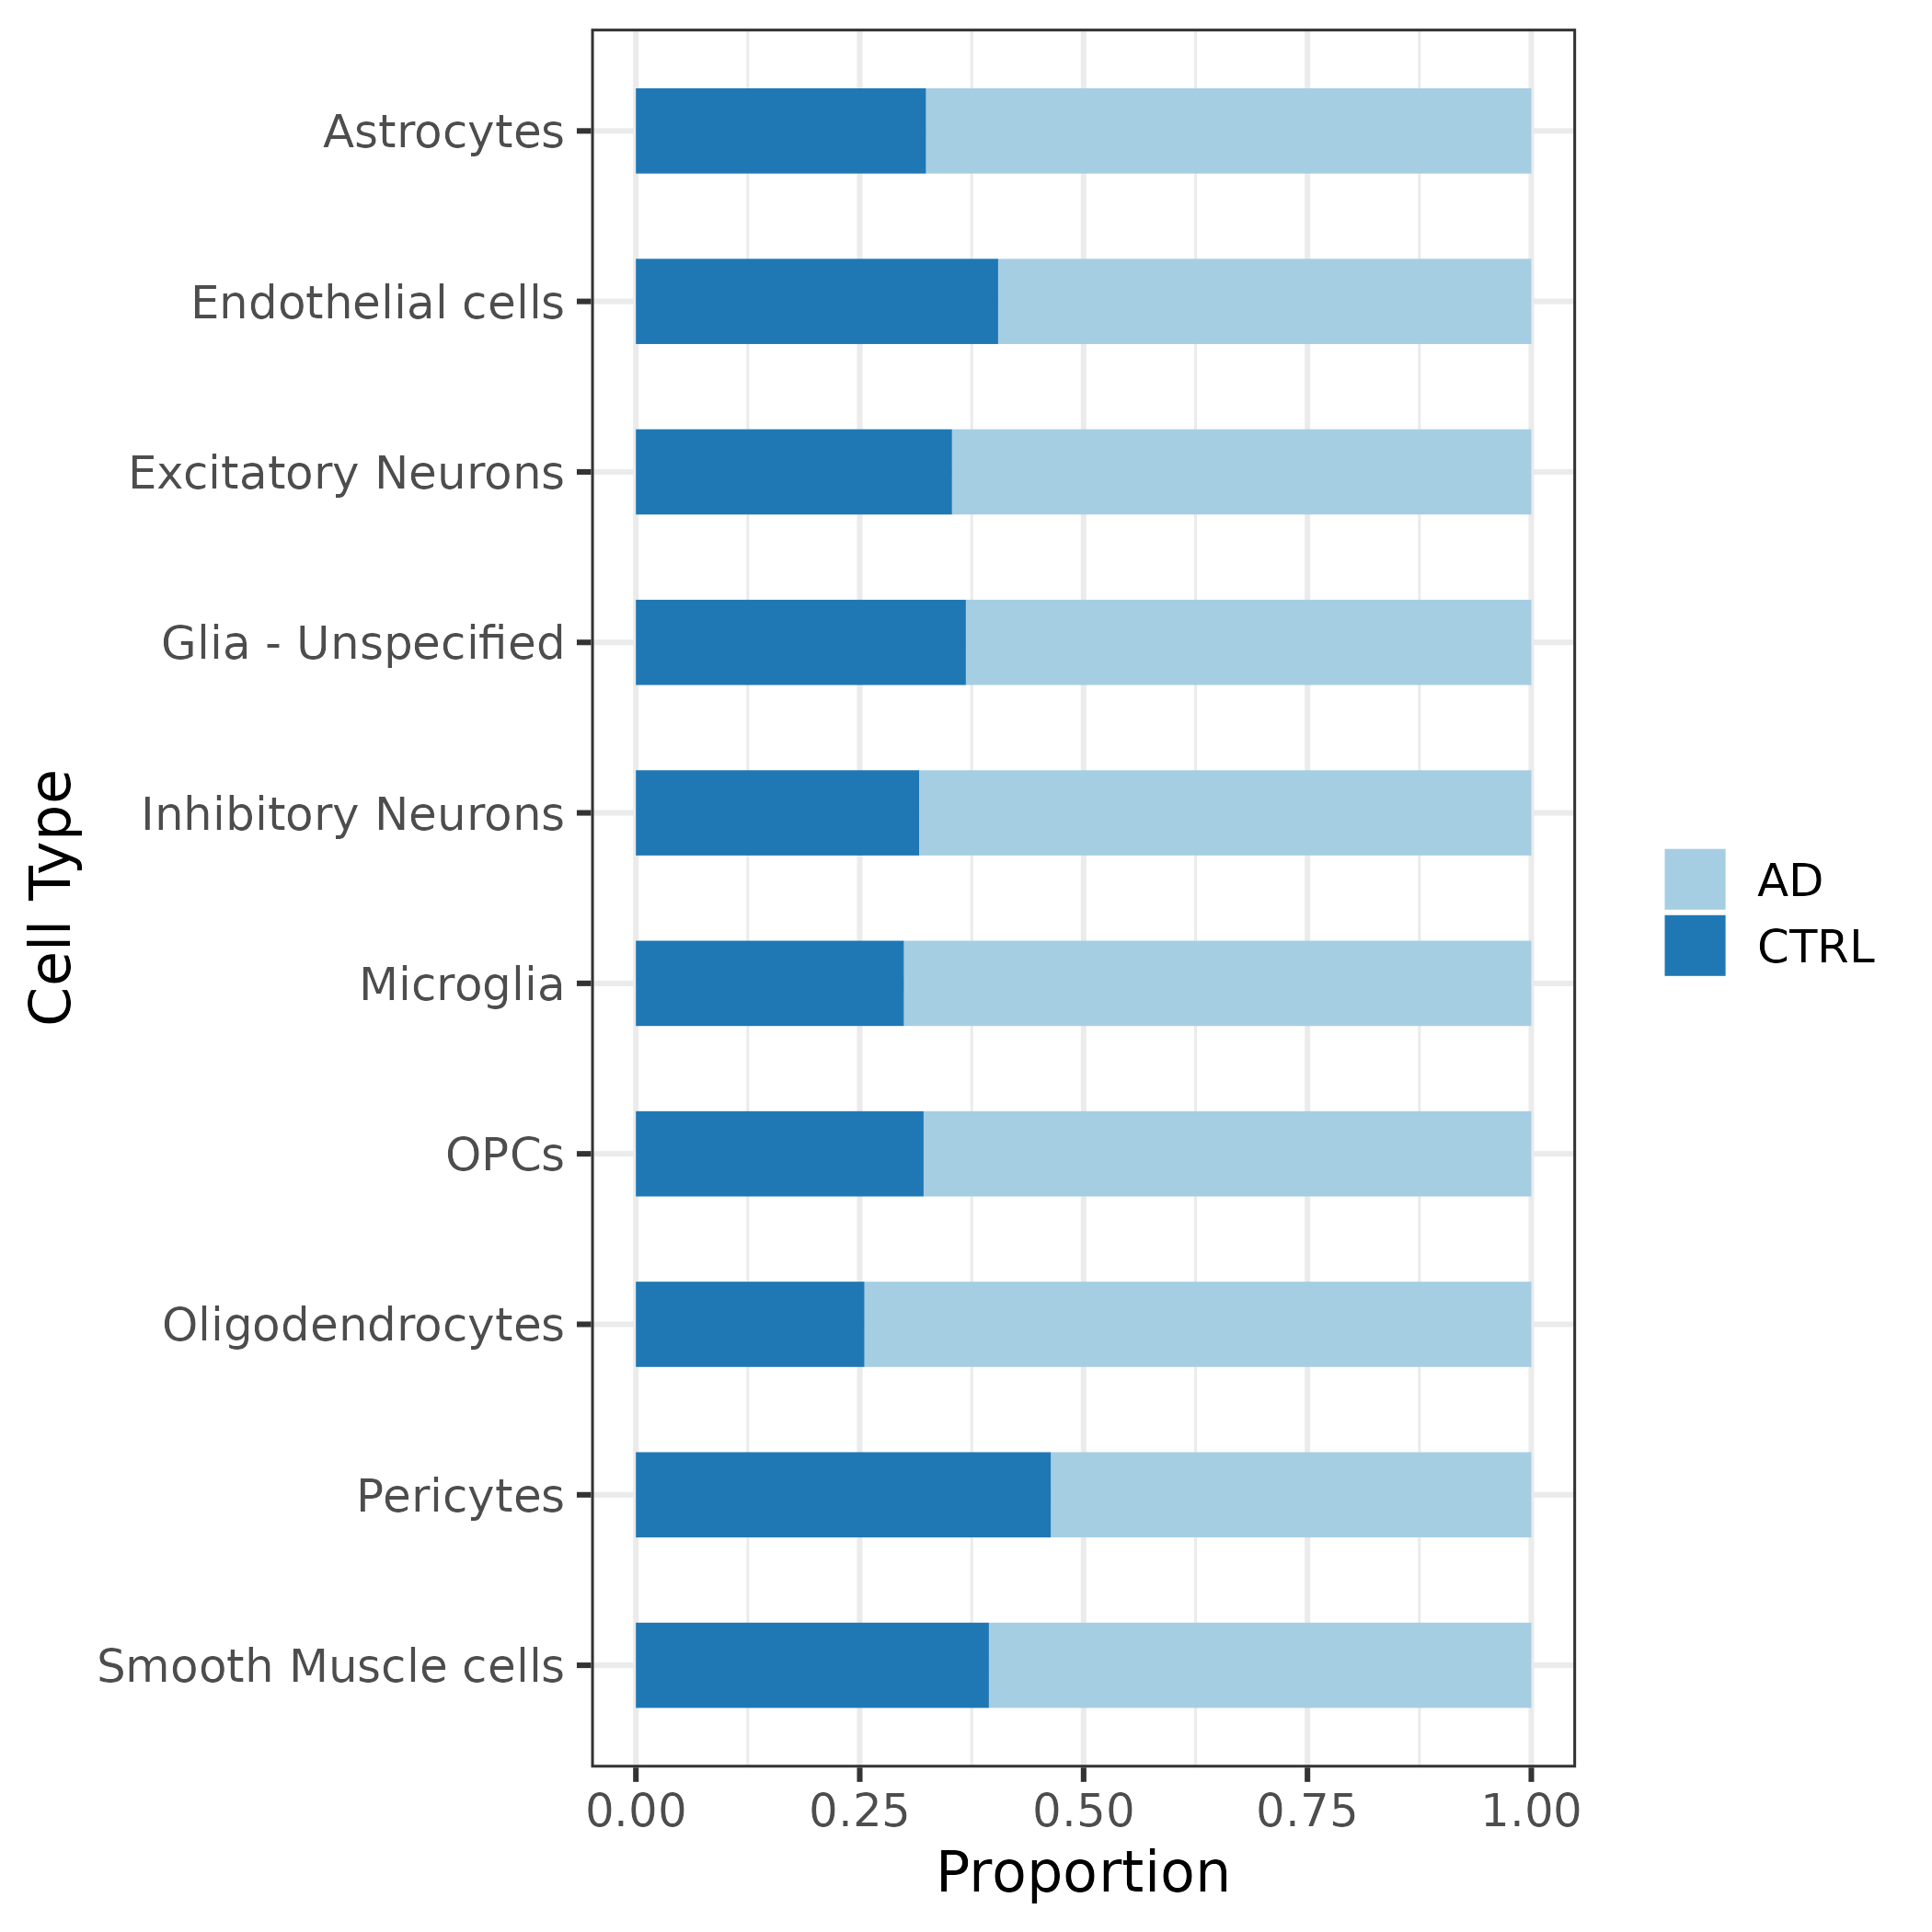 Cell Type
Astrocytes
Endothelial cells
Excitatory Neurons
Glia - Unspecified
Inhibitory Neurons
Microglia
OPCs
Oligodendrocytes
Pericytes
Smooth Muscle cells
0.00 0.25 0.50 0.75 1.00
Proportion
AD
CTRL